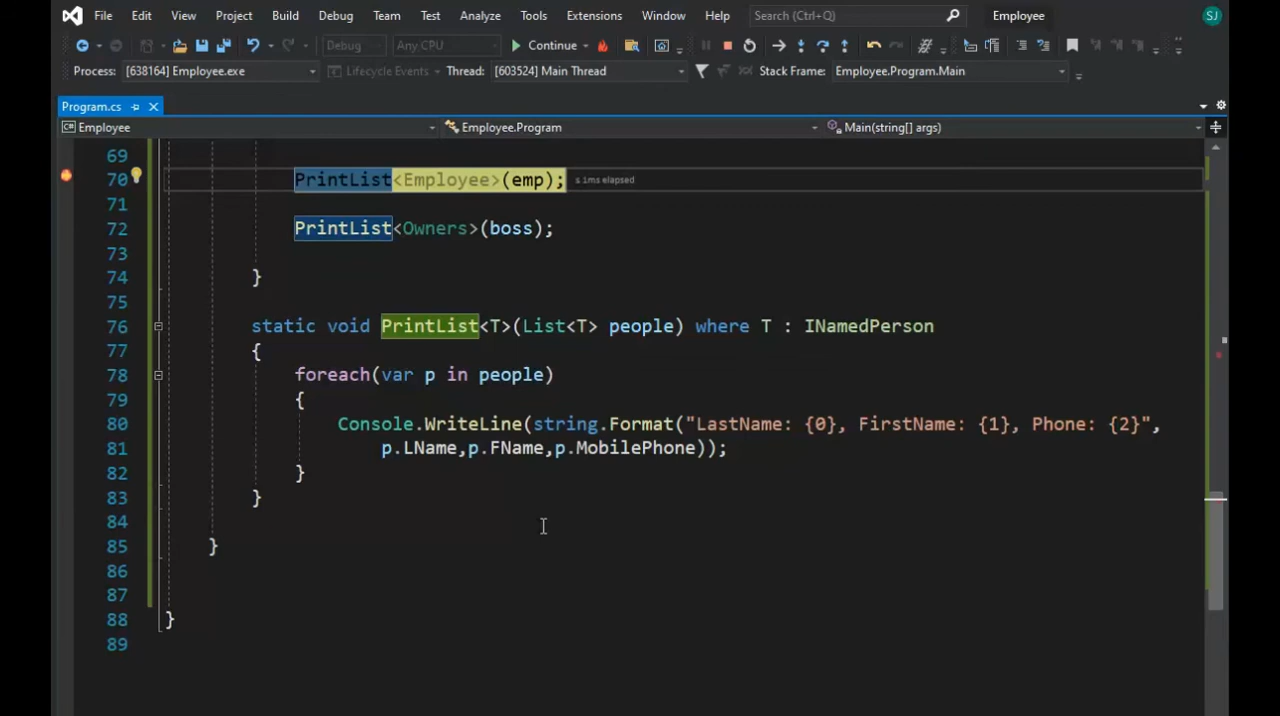 File Edit View Project Build Debug Team Test Analyze Tools Extensions Window Help Search (Ctrl+Q) Employee SJ
Debug Any CPU Continue
Process: [638164] Employee.exe Lifecycle Events Thread: [603524] Main Thread Stack Frame: Employee.Program.Main
Program.cs
C# Employee Employee.Program Main(string[] args)
69
70 PrintList<Employee>(emp); ≤ 1ms elapsed
71
72 PrintList<Owners>(boss);
73
74 }
75
76 static void PrintList<T>(List<T> people) where T : INamedPerson
77 {
78 foreach(var p in people)
79 {
80 Console.WriteLine(string.Format("LastName: {0}, FirstName: {1}, Phone: {2}",
81 p.LName,p.FName,p.MobilePhone));
82 }
83 }
84
85 }
86
87
88 }
89